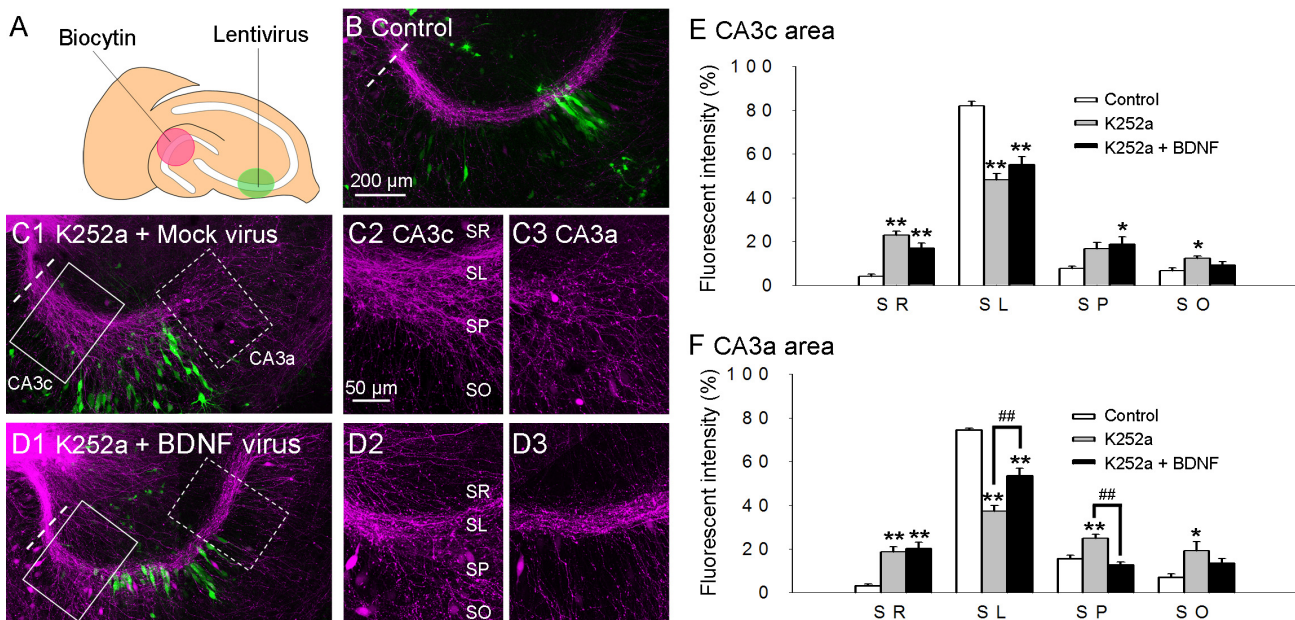 A
Biocytin
Lentivirus
B Control
200 μm
C1 K252a + Mock virus
CA3c
CA3a
C2 CA3c
SR
SL
SP
SO
50 μm
C3 CA3a
D1 K252a + BDNF virus
D2
SR
SL
SP
SO
D3
E CA3c area
Fluorescent intensity (%)
100
80
60
40
20
0
Control
K252a
K252a + BDNF
**
**
**
**
*
*
SR
SL
SP
SO
F CA3a area
Fluorescent intensity (%)
100
80
60
40
20
0
Control
K252a
K252a + BDNF
**
**
##
**
**
##
**
*
SR
SL
SP
SO